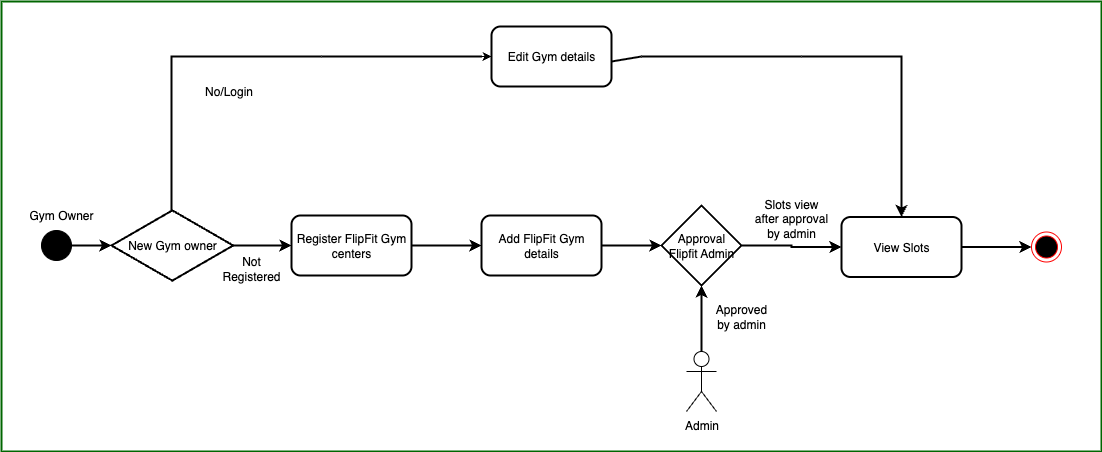 Edit Gym details
No/Login
Gym Owner
New Gym owner
Not
Registered
Register FlipFit Gym
centers
Add FlipFit Gym
details
Approval
Flipfit Admin
Slots view
after approval
by admin
View Slots
Approved
by admin
Admin